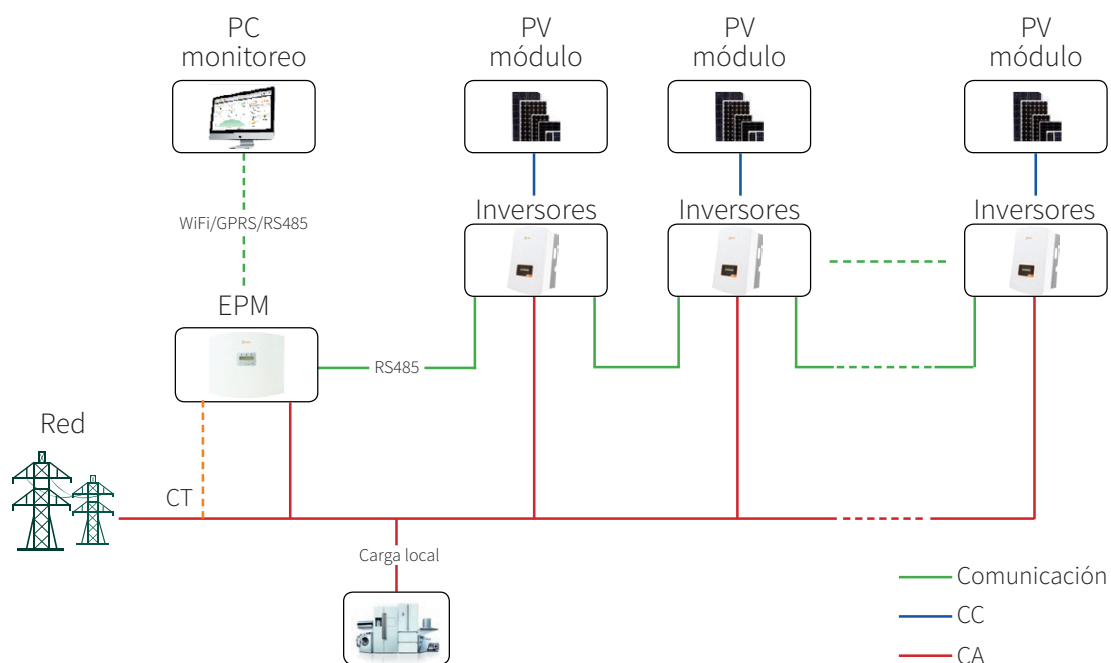 PC
monitoreo
PV
módulo
PV
módulo
PV
módulo
WiFi/GPRS/RS485
Inversores
Inversores
Inversores
EPM
RS485
Red
CT
Carga local
Comunicación
CC
CA